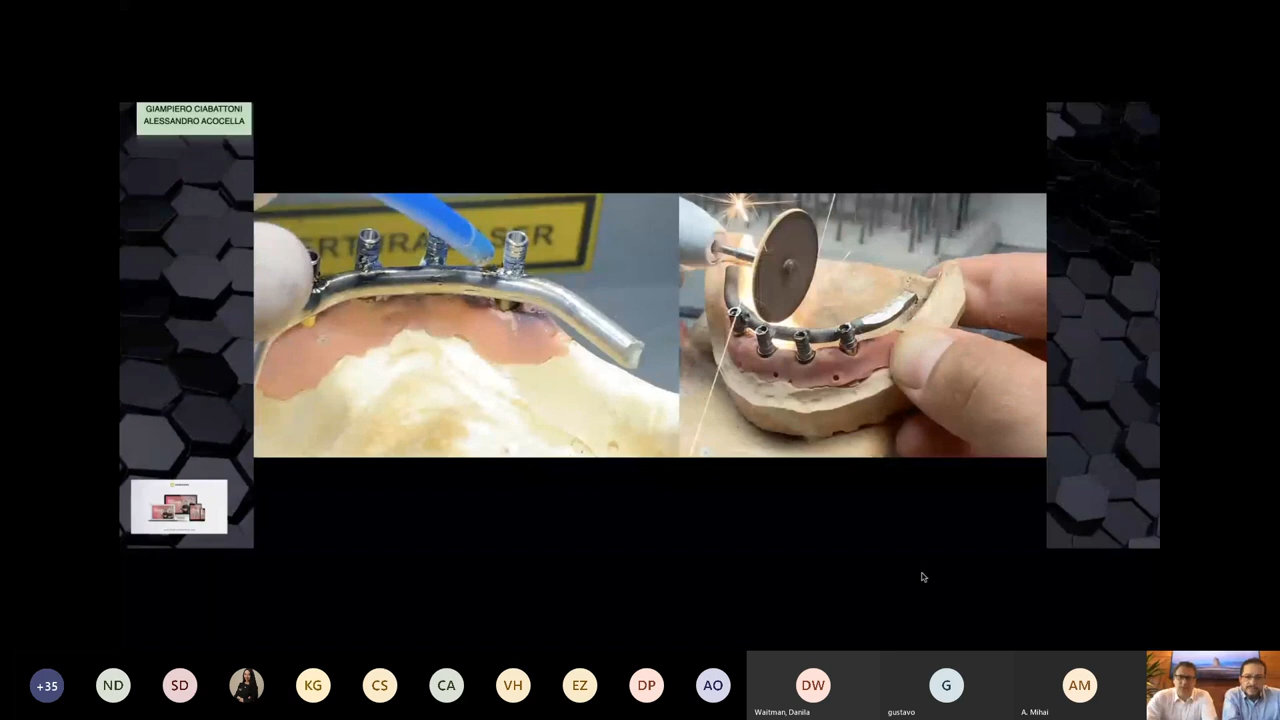 GIAMPIERO CIABATTONI
ALESSANDRO ACOCELLA
+35
ND
SD
KG
CS
CA
VH
EZ
DP
AO
DW
G
AM
Waitman, Danila
gustavo
A. Mihai